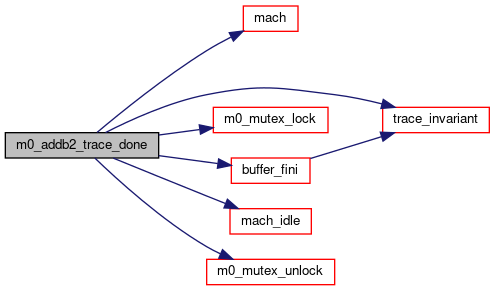 mach
m0_addb2_trace_done
m0_mutex_lock
trace_invariant
buffer_fini
mach_idle
m0_mutex_unlock